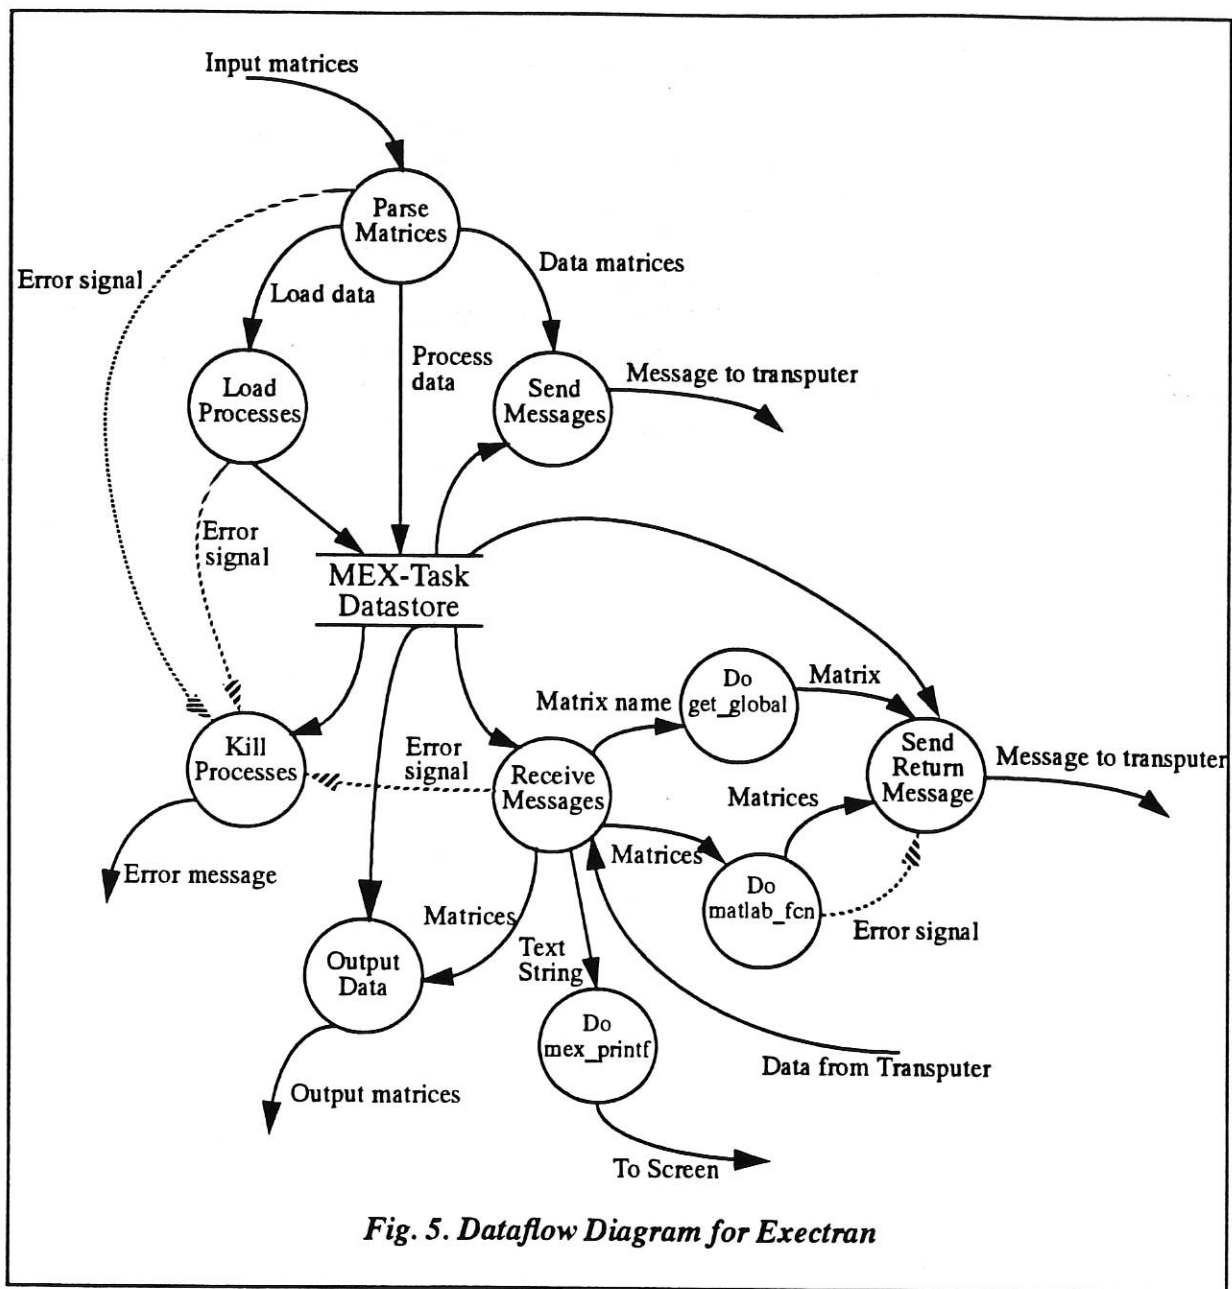 Input matrices
Parse
Matrices
Error signal
Load data
Data matrices
Process
data
Load
Processes
Send
Messages
Message to transputer
Error
signal
MEX-Task
Datastore
Do
get_global
Matrix name
Matrix
Kill
Processes
Error
signal
Receive
Messages
Send
Return
Message
Message to transputer
Matrices
Matrices
Error message
Do
matlab_fcn
Error signal
Matrices
Text
String
Output
Data
Do
mex_printf
Data from Transputer
Output matrices
To Screen
Fig. 5. Dataflow Diagram for Exectran